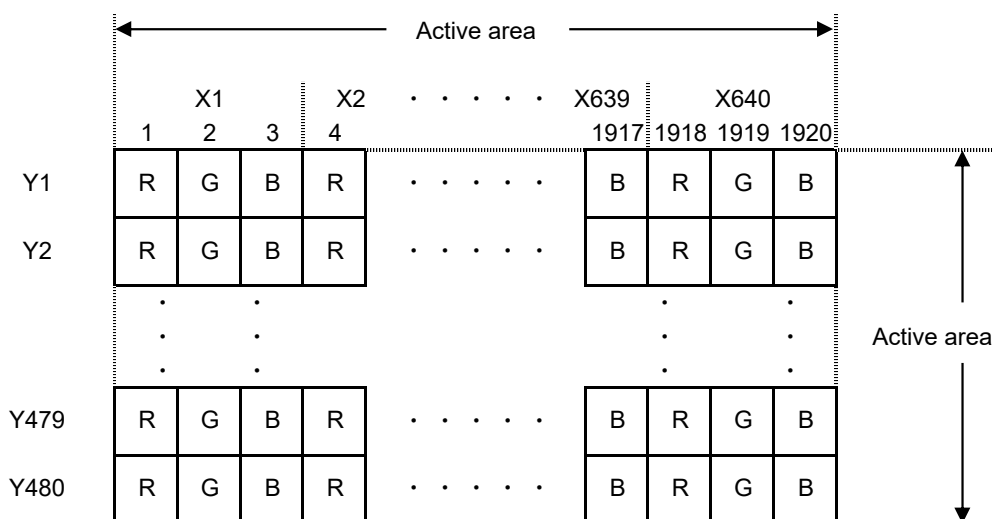 Active area
X1 X2 · · · · · X639 X640
1 2 3 4 1917 1918 1919 1920
Y1 R G B R · · · · · B R G B
Y2 R G B R · · · · · B R G B
· · · ·
· · · · Active area
· · · ·
Y479 R G B R · · · · · B R G B
Y480 R G B R · · · · · B R G B